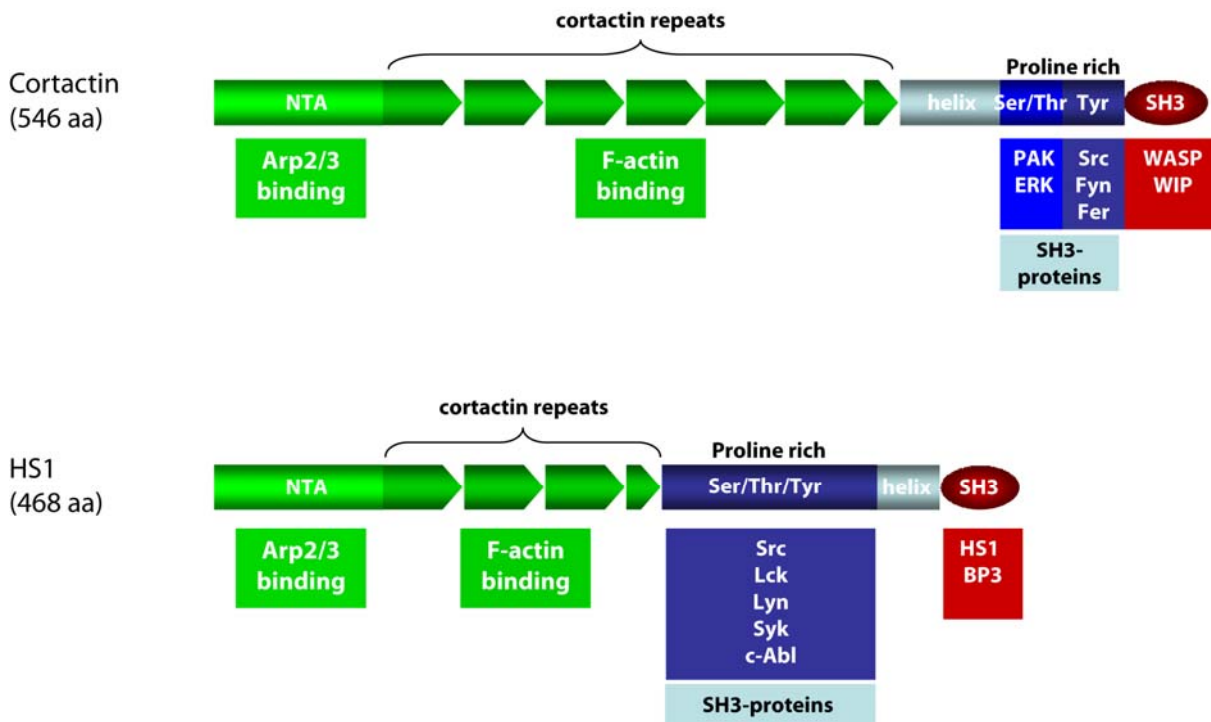 cortactin repeats
Cortactin
(546 aa)
Proline rich
NTA
helix
Ser/Thr
Tyr
SH3
Arp2/3
binding
F-actin
binding
PAK
ERK
Src
Fyn
Fer
WASP
WIP
SH3-
proteins
cortactin repeats
HS1
(468 aa)
Proline rich
NTA
Ser/Thr/Tyr
helix
SH3
Arp2/3
binding
F-actin
binding
Src
Lck
Lyn
Syk
c-Abl
HS1
BP3
SH3-proteins